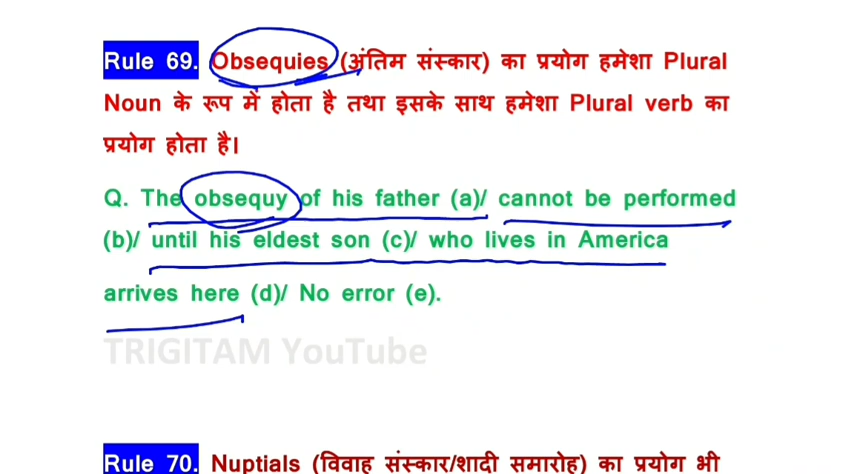 Rule 69. Obsequies (अंतिम संस्कार) का प्रयोग हमेशा Plural
Noun के रूप में होता है तथा इसके साथ हमेशा Plural verb का
प्रयोग होता है।
Q. The obsequy of his father (a)/ cannot be performed
(b)/ until his eldest son (c)/ who lives in America
arrives here (d)/ No error (e).
TRIGITAM YouTube
Rule 70. Nuptials (विवाह संस्कार/शादी समारोह) का प्रयोग भी